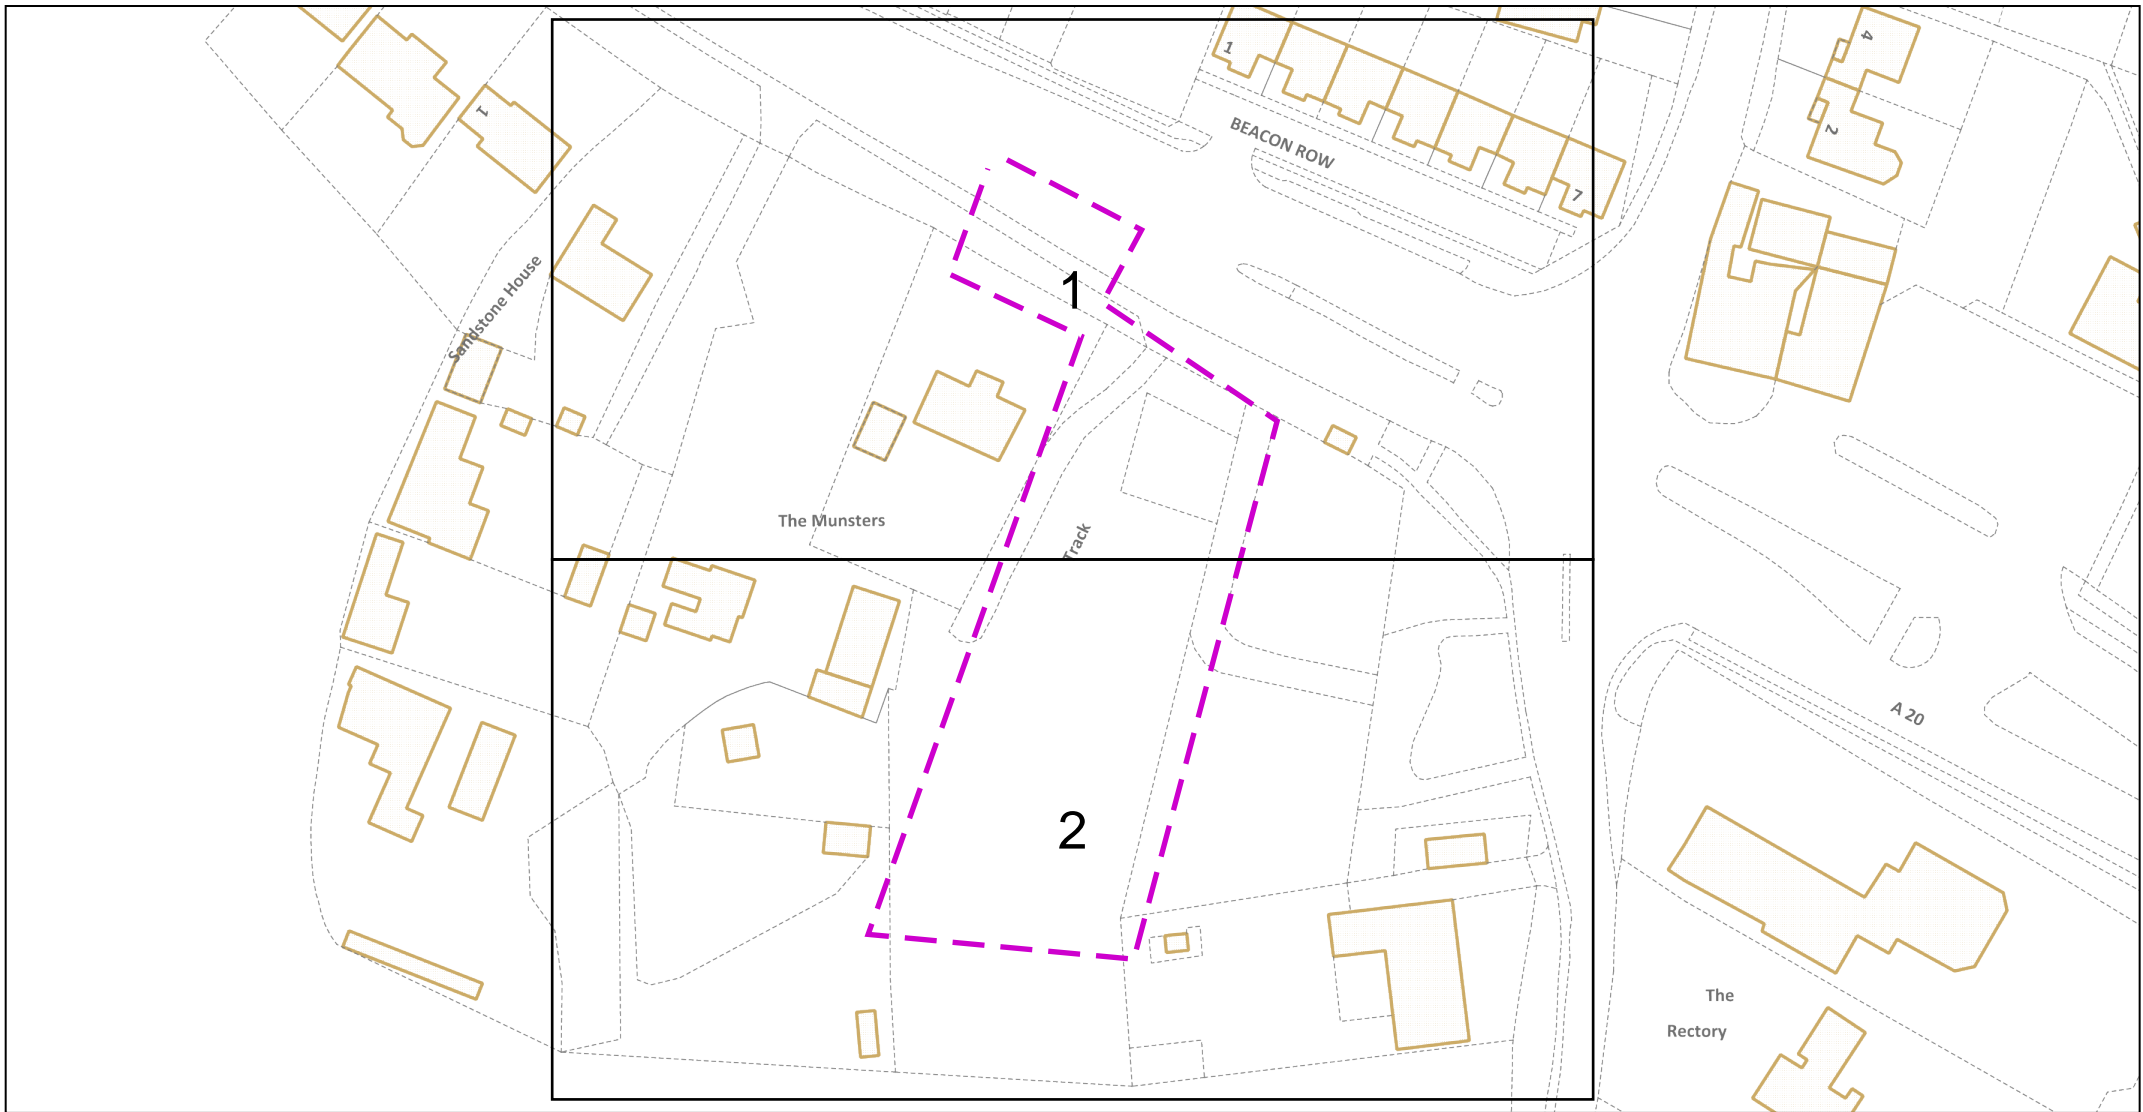 1
4
1
2
BEACON ROW
7
Sandstone House
1
The Munsters
Track
A 20
2
The
Rectory